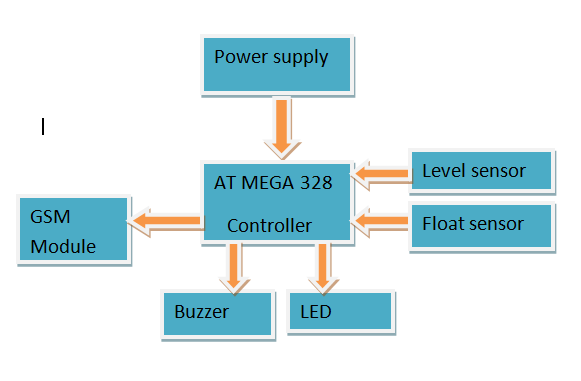 Power supply
AT MEGA 328
Controller
Level sensor
Float sensor
GSM
Module
Buzzer
LED